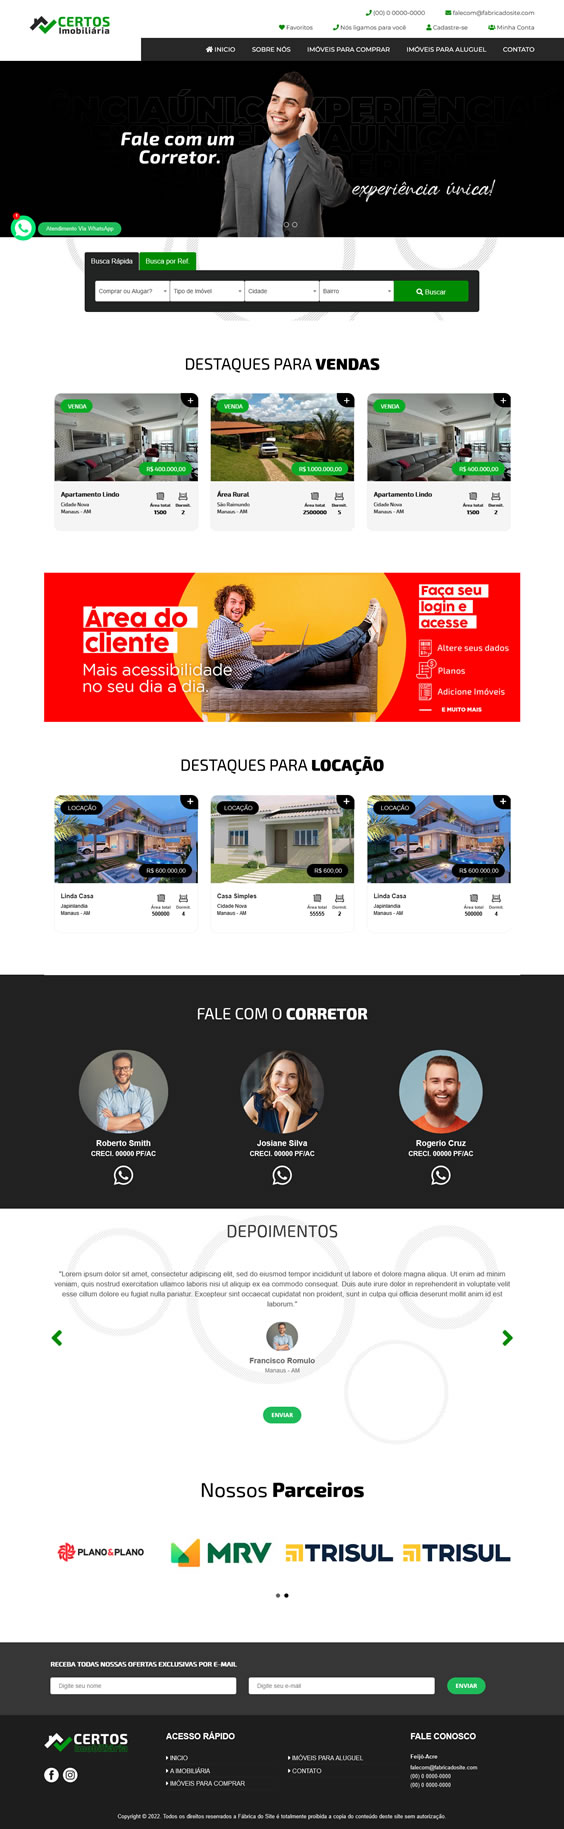 CERTOS
Imobiliária
(00) 0 0000-0000
falecom@fabricadosite.com
Favoritos
Nós ligamos para você
Cadastre-se
Minha Conta
INICIO
SOBRE NÓS
IMÓVEIS PARA COMPRAR
IMÓVEIS PARA ALUGUEL
CONTATO
Fale com um
Corretor.
experiência única!
Atendimento Via WhatsApp
Busca Rápida
Busca por Ref.
Comprar ou Alugar?
Tipo de Imóvel
Cidade
Bairro
Buscar
DESTAQUES PARA VENDAS
VENDA
+
R$ 400.000,00
Apartamento Lindo
Cidade Nova
Manaus - AM
Área total
1500
Dormit.
2
VENDA
+
R$ 1.000.000,00
Área Rural
São Raimundo
Manaus - AM
Área total
2500000
Dormit.
5
VENDA
+
R$ 400.000,00
Apartamento Lindo
Cidade Nova
Manaus - AM
Área total
1500
Dormit.
2
Área do
cliente
Mais acessibilidade
no seu dia a dia.
Faça seu
login e
acesse
Altere seus dados
Planos
Adicione Imóveis
E MUITO MAIS
DESTAQUES PARA LOCAÇÃO
LOCAÇÃO
+
R$ 600.000,00
Linda Casa
Japiinlandia
Manaus - AM
Área total
500000
Dormit.
4
LOCAÇÃO
+
R$ 600,00
Casa Simples
Cidade Nova
Manaus - AM
Área total
55555
Dormit.
2
LOCAÇÃO
+
R$ 600.000,00
Linda Casa
Japiinlandia
Manaus - AM
Área total
500000
Dormit.
4
FALE COM O CORRETOR
Roberto Smith
CRECI. 00000 PF/AC
Josiane Silva
CRECI. 00000 PF/AC
Rogerio Cruz
CRECI. 00000 PF/AC
DEPOIMENTOS
"Lorem ipsum dolor sit amet, consectetur adipiscing elit, sed do eiusmod tempor incididunt ut labore et dolore magna aliqua. Ut enim ad minim
veniam, quis nostrud exercitation ullamco laboris nisi ut aliquip ex ea commodo consequat. Duis aute irure dolor in reprehenderit in voluptate velit
esse cillum dolore eu fugiat nulla pariatur. Excepteur sint occaecat cupidatat non proident, sunt in culpa qui officia deserunt mollit anim id est
laborum."
Francisco Romulo
Manaus - AM
ENVIAR
Nossos Parceiros
PLANO&PLANO
MRV
TRISUL
TRISUL
RECEBA TODAS NOSSAS OFERTAS EXCLUSIVAS POR E-MAIL
Digite seu nome
Digite seu e-mail
ENVIAR
CERTOS
Imobiliária
ACESSO RÁPIDO
INICIO
A IMOBILIÁRIA
IMÓVEIS PARA COMPRAR
IMÓVEIS PARA ALUGUEL
CONTATO
FALE CONOSCO
Feijó-Acre
falecom@fabricadosite.com
(00) 0 0000-0000
(00) 0 0000-0000
Copyright © 2022. Todos os direitos reservados a Fábrica do Site é totalmente proibida a copia do conteúdo deste site sem autorização.